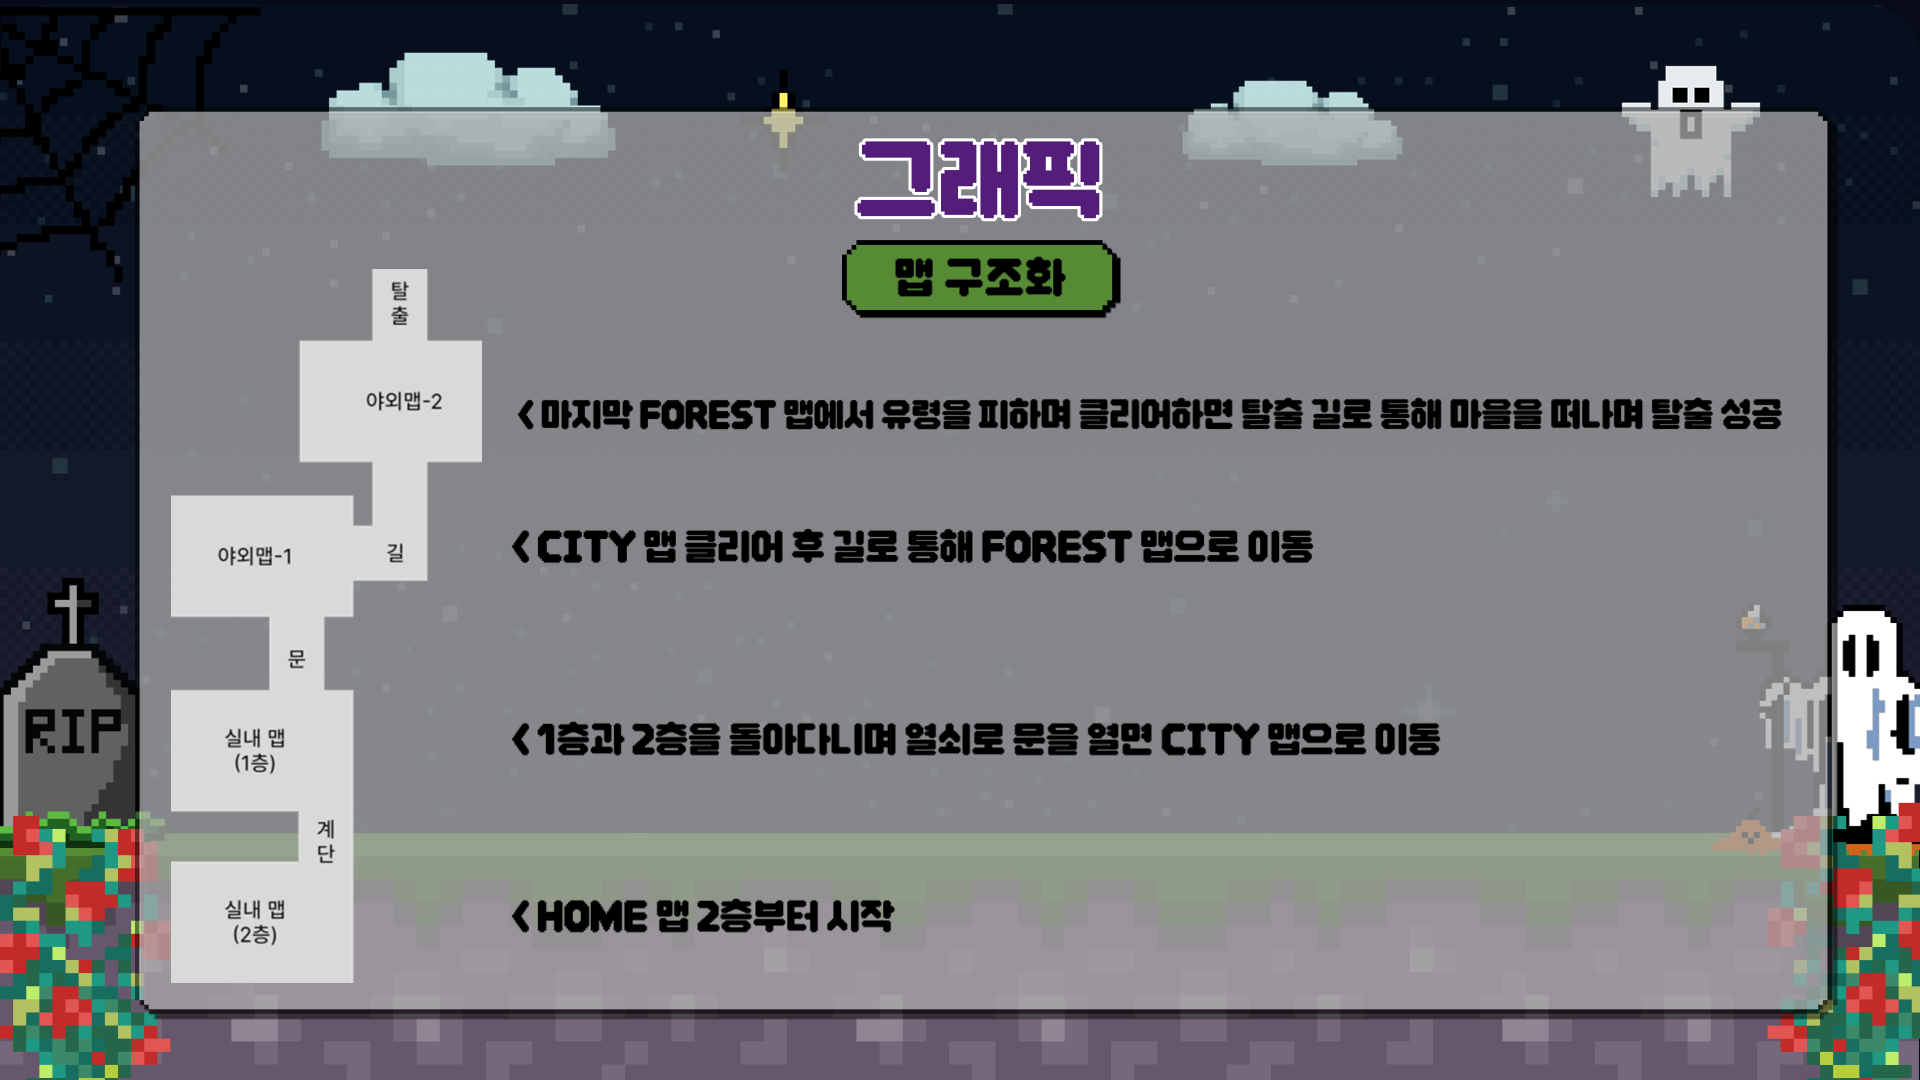 그래픽
맵 구조화
탈
출
야외맵-2
< 마지막 FOREST 맵에서 유령을 피하며 클리어하면 탈출 길로 통해 마을을 떠나며 탈출 성공
야외맵-1
길
< CITY 맵 클리어 후 길로 통해 FOREST 맵으로 이동
문
RIP
실내 맵
(1층)
< 1층과 2층을 돌아다니며 열쇠로 문을 열면 CITY 맵으로 이동
계
단
실내 맵
(2층)
< HOME 맵 2층부터 시작